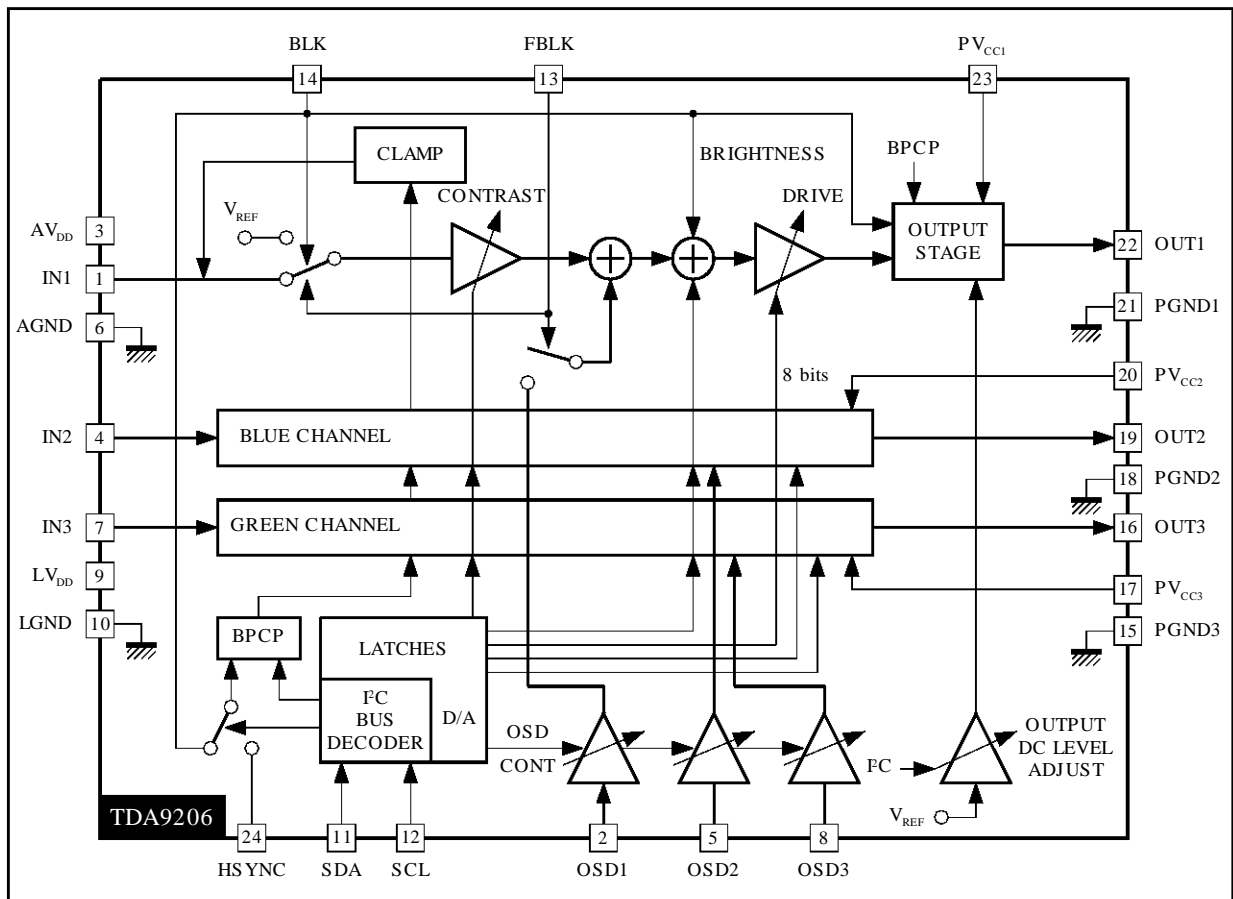 BLK
FBLK
PVCC1
14
13
23
CLAMP
BRIGHTNESS
BPCP
CONTRAST
DRIVE
VREF
AVDD
3
OUTPUT
STAGE
22
OUT1
IN1
1
21
PGND1
AGND
6
8 bits
20
PVCC2
IN2
4
BLUE CHANNEL
19
OUT2
18
PGND2
IN3
7
GREEN CHANNEL
16
OUT3
LVDD
9
17
PVCC3
LGND
10
BPCP
LATCHES
15
PGND3
I²C
BUS
DECODER
D/A
OSD
CONT
I²C
OUTPUT
DC LEVEL
ADJUST
VREF
TDA9206
24
11
12
2
5
8
HSYNC
SDA
SCL
OSD1
OSD2
OSD3